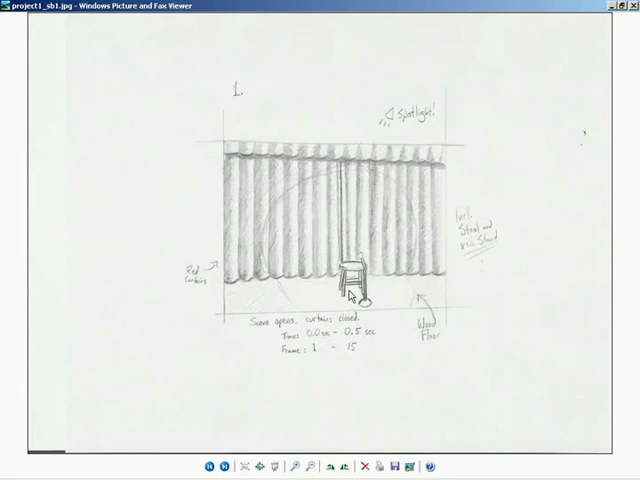 project1_sb1.jpg - Windows Picture and Fax Viewer
1.
Spotlight!
Incl.
Stool and
mic Stand
Red
Curtains
Wood
Floor
Scene opens, curtains closed.
Time: 0.0 sec - 0.5 sec
Frame: 1 - 15